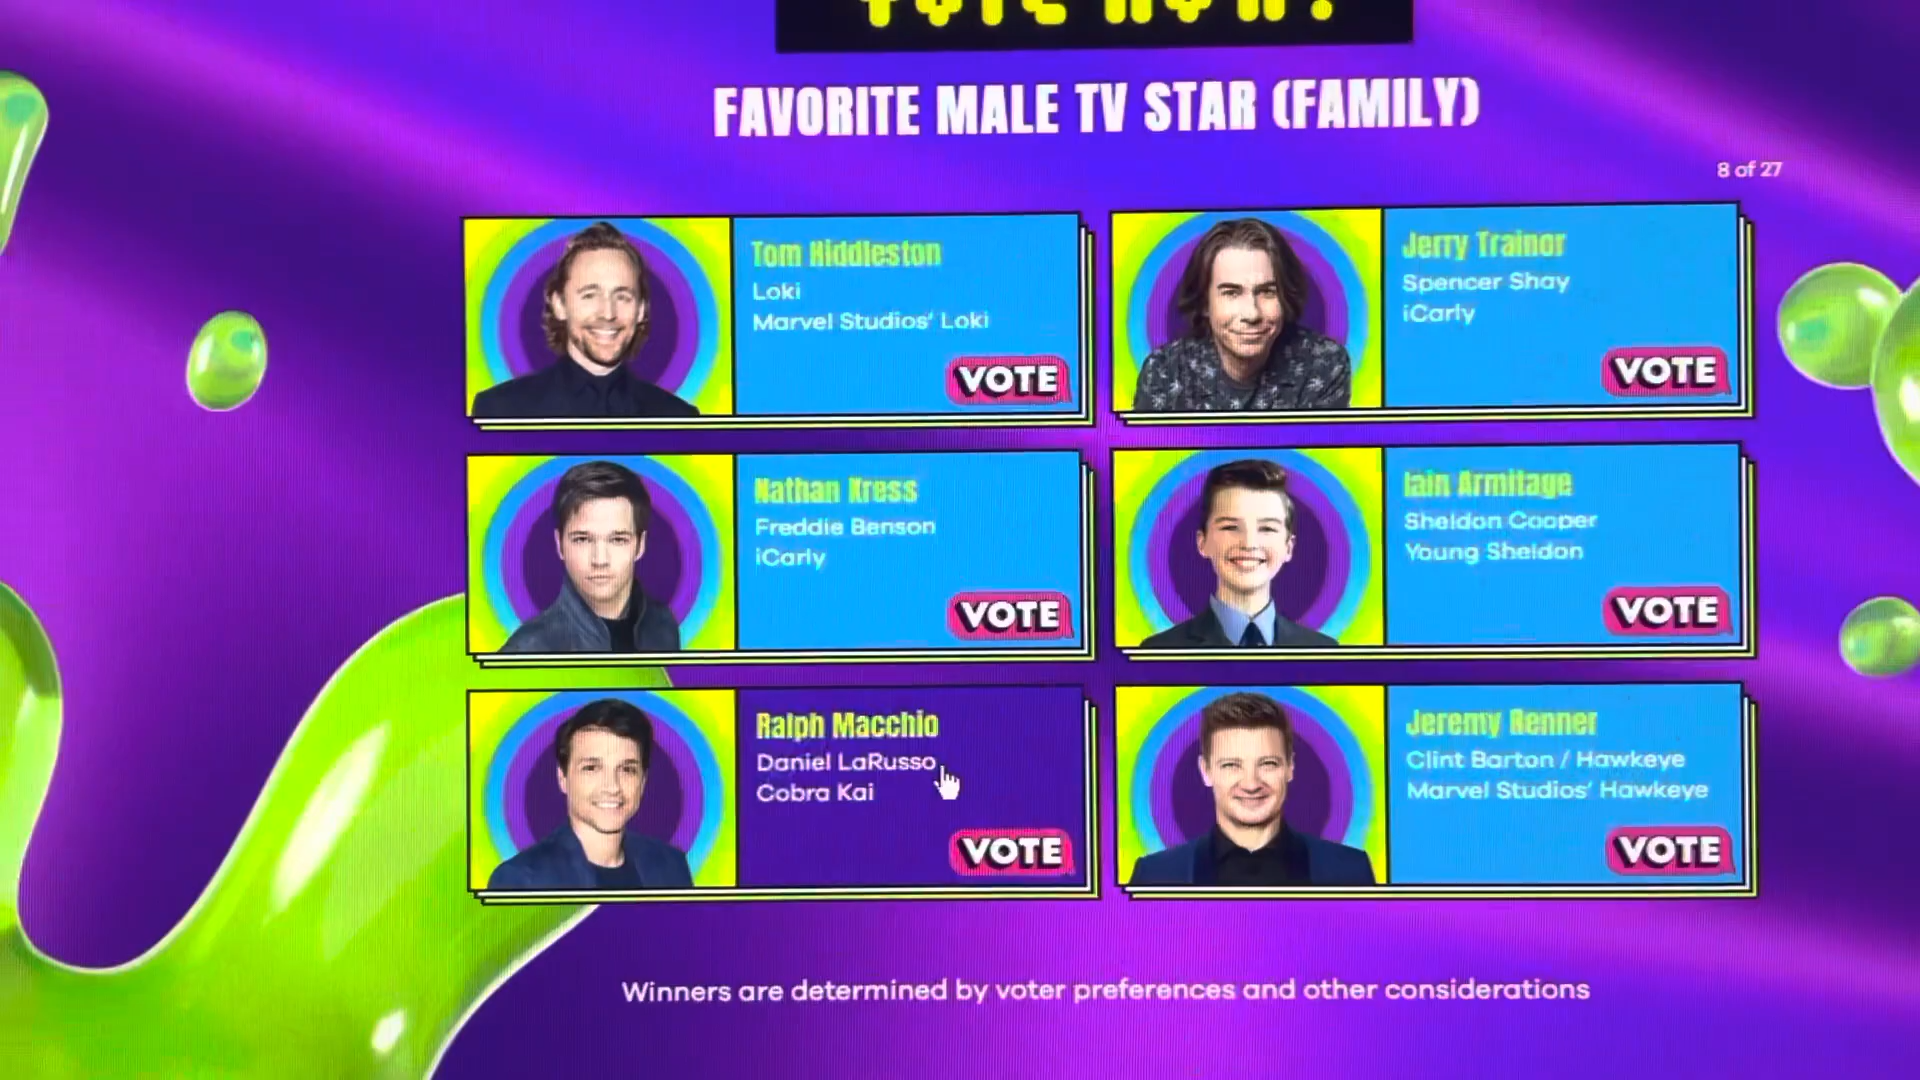 VOTE NOW!
FAVORITE MALE TV STAR (FAMILY)
8 of 27
Tom Hiddleston
Loki
Marvel Studios' Loki
VOTE
Jerry Trainor
Spencer Shay
iCarly
VOTE
Nathan Kress
Freddie Benson
iCarly
VOTE
Iain Armitage
Sheldon Cooper
Young Sheldon
VOTE
Ralph Macchio
Daniel LaRusso
Cobra Kai
VOTE
Jeremy Renner
Clint Barton / Hawkeye
Marvel Studios' Hawkeye
VOTE
Winners are determined by voter preferences and other considerations